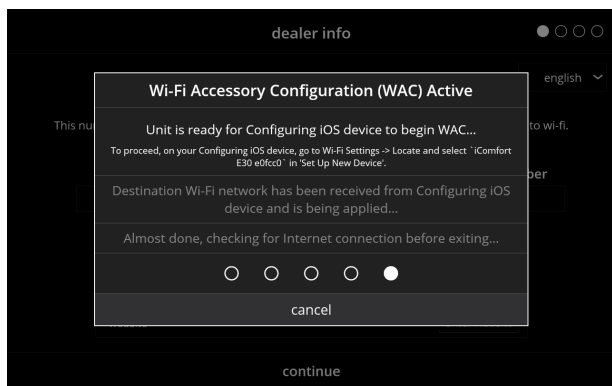 dealer info
english
Wi-Fi Accessory Configuration (WAC) Active
This
Unit is ready for Configuring iOS device to begin WAC...
to wi-fi.
To proceed, on your Configuring iOS device, go to Wi-Fi Settings -> Locate and select `iComfort
E30 e0fcc0` in 'Set Up New Device'.
Destination Wi-Fi network has been received from Configuring iOS
device and is being applied...
Almost done, checking for Internet connection before exiting...
cancel
continue